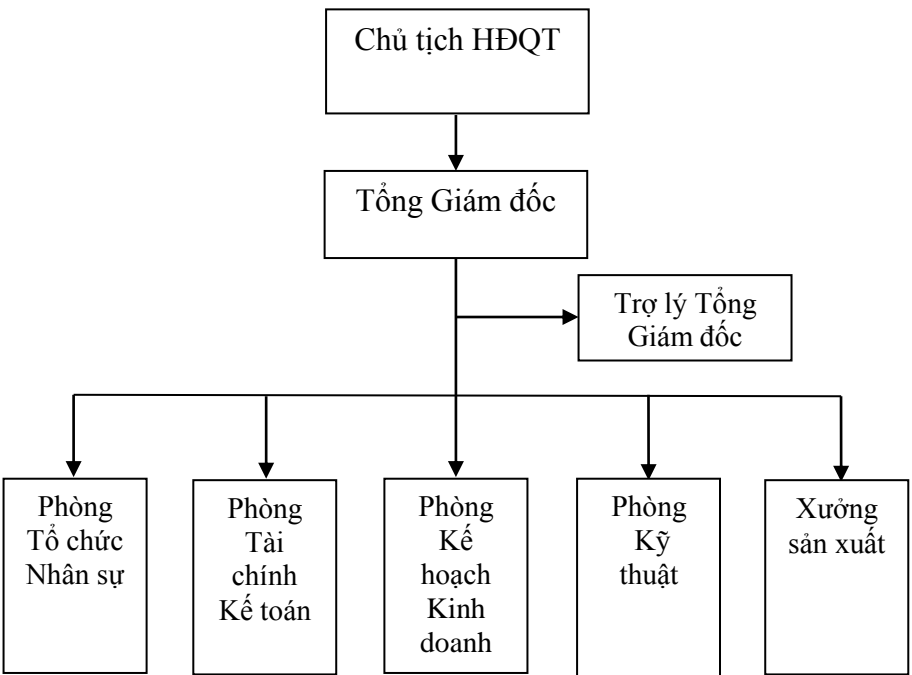 Chủ tịch HĐQT
Tổng Giám đốc
Trợ lý Tổng
Giám đốc
Phòng
Tổ chức
Nhân sự
Phòng
Tài
chính
Kế toán
Phòng
Kế
hoạch
Kinh
doanh
Phòng
Kỹ
thuật
Xưởng
sản xuất